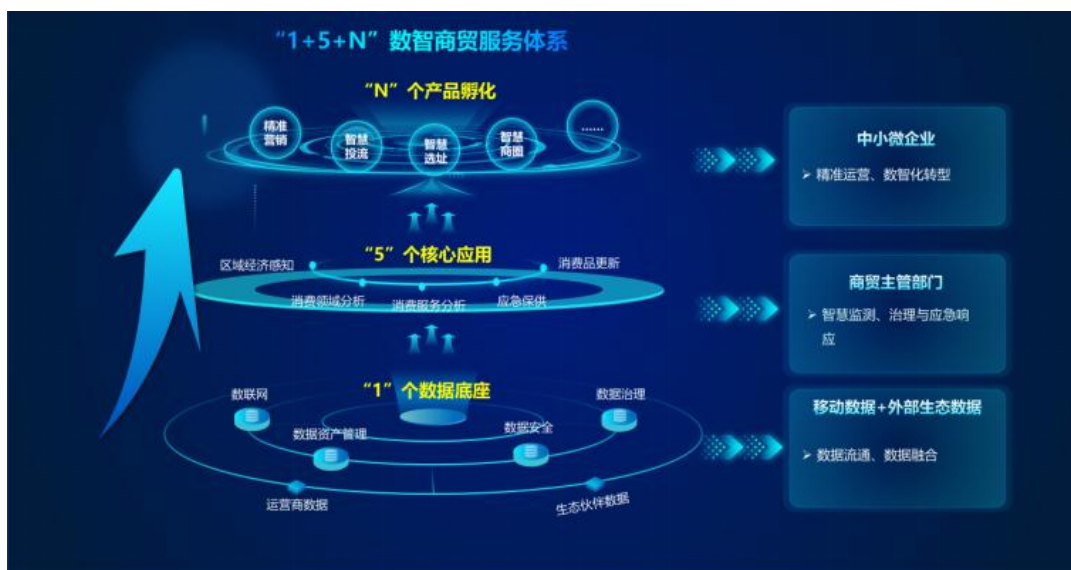 “1+5+N”数智商贸服务体系
“N”个产品孵化
精准
营销
智慧
投流
智慧
选址
智慧
商圈
……
中小微企业
➢ 精准运营、数智化转型
“5”个核心应用
区域经济感知
消费品更新
消费领域分析
消费服务分析
应急保供
商贸主管部门
➢ 智慧监测、治理与应急响
应
“1”个数据底座
数联网
数据治理
数据资产管理
数据安全
运营商数据
生态伙伴数据
移动数据+外部生态数据
➢ 数据流通、数据融合